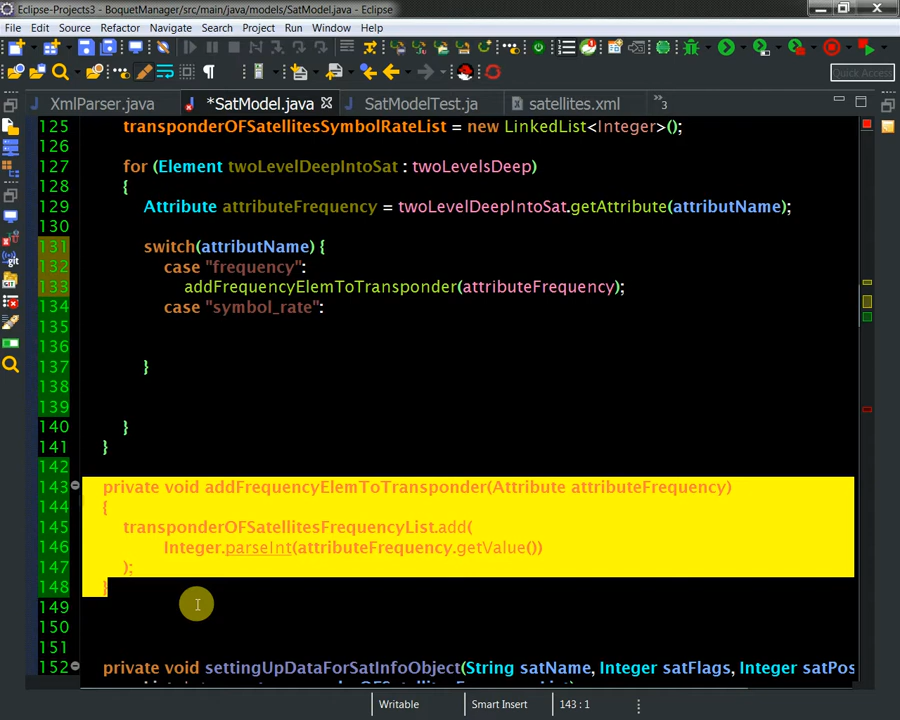 Eclipse-Projects3 - BoquetManager/src/main/java/models/SatModel.java - Eclipse
File Edit Source Refactor Navigate Search Project Run Window Help
Quick Access
XmlParser.java *SatModel.java SatModelTest.ja satellites.xml »3
125 transponderOFSatellitesSymbolRateList = new LinkedList<Integer>();
126
127 for (Element twoLevelDeepIntoSat : twoLevelsDeep)
128 {
129 Attribute attributeFrequency = twoLevelDeepIntoSat.getAttribute(attributName);
130
131 switch(attributName) {
132 case "frequency":
133 addFrequencyElemToTransponder(attributeFrequency);
134 case "symbol_rate":
135
136
137 }
138
139
140 }
141 }
142
143 private void addFrequencyElemToTransponder(Attribute attributeFrequency)
144 {
145 transponderOFSatellitesFrequencyList.add(
146 Integer.parseInt(attributeFrequency.getValue())
147 );
148 }
149
150
151
152 private void settingUpDataForSatInfoObject(String satName, Integer satFlags, Integer satPos
Writable Smart Insert 143 : 1